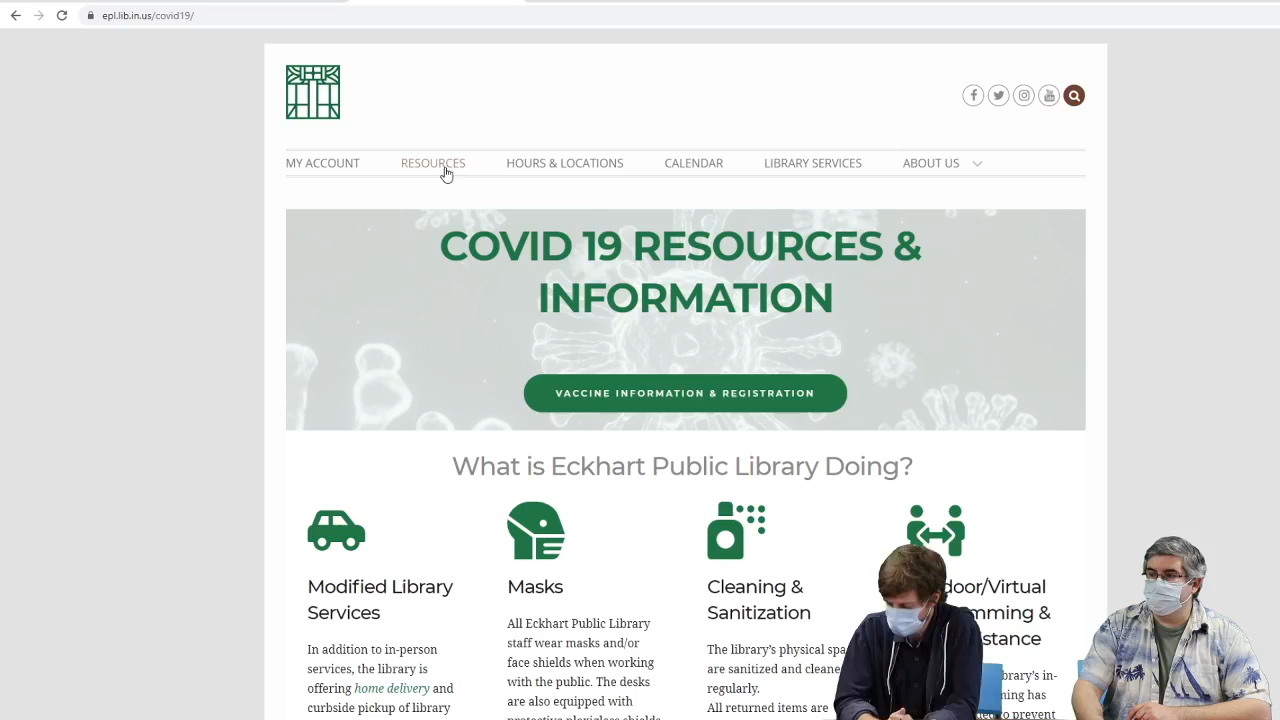 epl.lib.in.us/covid19/
MY ACCOUNT RESOURCES HOURS & LOCATIONS CALENDAR LIBRARY SERVICES ABOUT US
COVID 19 RESOURCES &
INFORMATION
VACCINE INFORMATION & REGISTRATION
What is Eckhart Public Library Doing?
Modified Library
Services
In addition to in-person
services, the library is
offering home delivery and
curbside pickup of library
Masks
All Eckhart Public Library
staff wear masks and/or
face shields when working
with the public. The desks
are also equipped with
protective plexiglass shields
Cleaning &
Sanitization
The library's physical
are sanitized and
regularly.
All returned items are
door/Virtual
mming &
stance
library's in-
has
to prevent